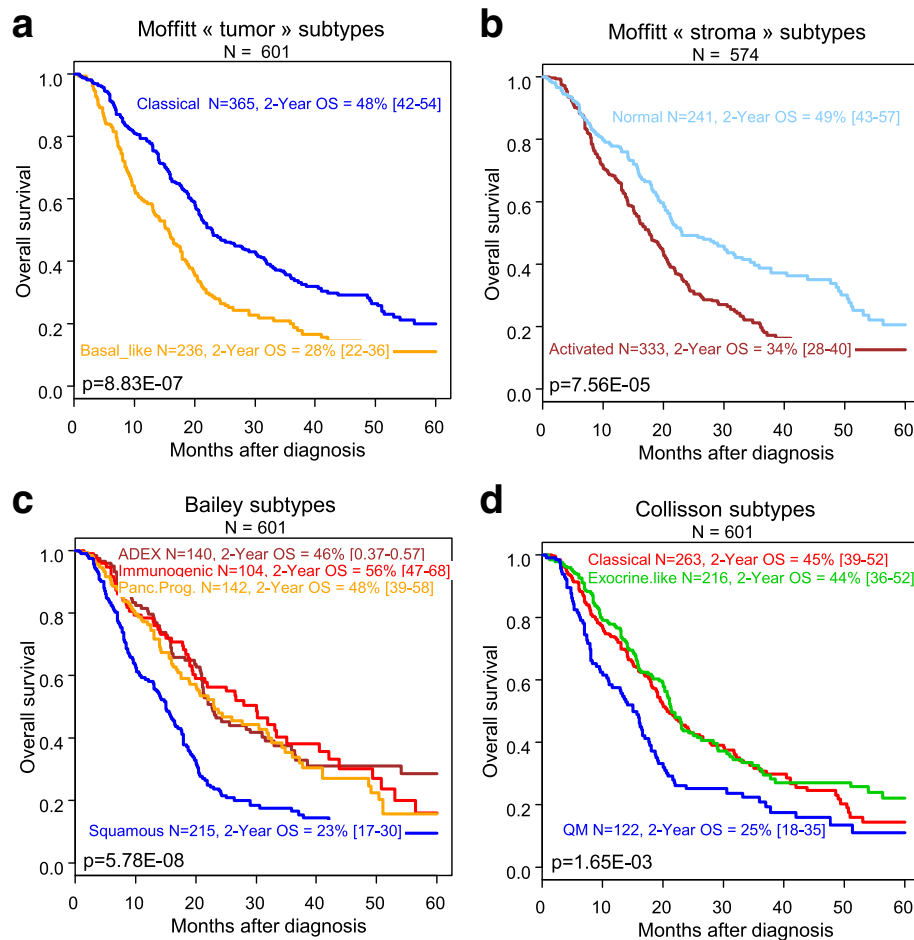 a
Moffitt « tumor » subtypes
N = 601
Overall survival
1.0
0.8
0.6
0.4
0.2
0.0
Classical N=365, 2-Year OS = 48% [42-54]
Basal_like N=236, 2-Year OS = 28% [22-36]
p=8.83E-07
0 10 20 30 40 50 60
Months after diagnosis
b
Moffitt « stroma » subtypes
N = 574
Overall survival
1.0
0.8
0.6
0.4
0.2
0.0
Normal N=241, 2-Year OS = 49% [43-57]
Activated N=333, 2-Year OS = 34% [28-40]
p=7.56E-05
0 10 20 30 40 50 60
Months after diagnosis
c
Bailey subtypes
N = 601
Overall survival
1.0
0.8
0.6
0.4
0.2
0.0
ADEX N=140, 2-Year OS = 46% [0.37-0.57]
Immunogenic N=104, 2-Year OS = 56% [47-68]
Panc.Prog. N=142, 2-Year OS = 48% [39-58]
Squamous N=215, 2-Year OS = 23% [17-30]
p=5.78E-08
0 10 20 30 40 50 60
Months after diagnosis
d
Collisson subtypes
N = 601
Overall survival
1.0
0.8
0.6
0.4
0.2
0.0
Classical N=263, 2-Year OS = 45% [39-52]
Exocrine.like N=216, 2-Year OS = 44% [36-52]
QM N=122, 2-Year OS = 25% [18-35]
p=1.65E-03
0 10 20 30 40 50 60
Months after diagnosis